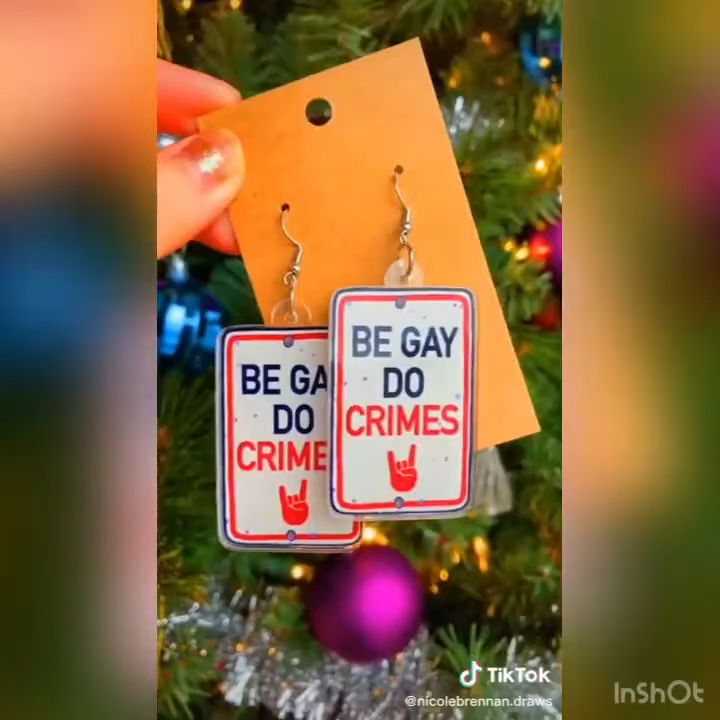 BE GA
DO
CRIME
BE GAY
DO
CRIMES
TikTok
@nicolebrennan.draws
InShOt